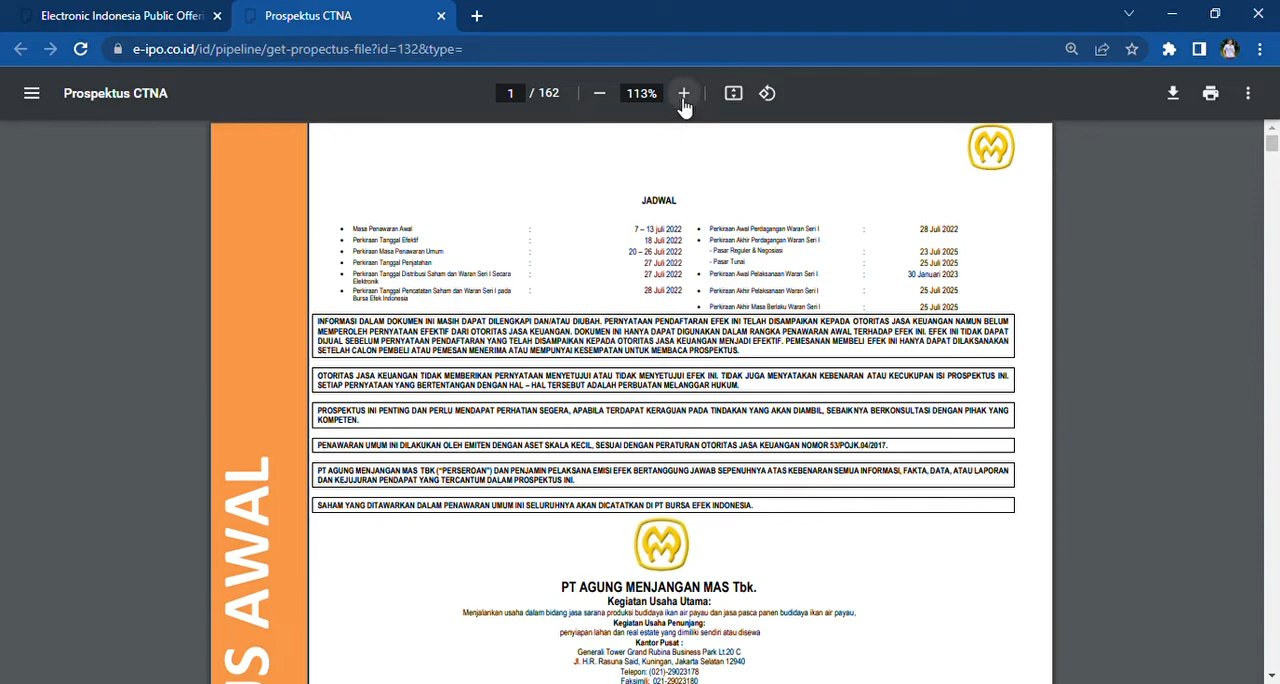 Electronic Indonesia Public Offer
Prospektus CTNA
e-ipo.co.id/id/pipeline/get-propectus-file?id=132&type=
Prospektus CTNA
1 / 162
113%
JADWAL
• Masa Penawaran Awal : 7 – 13 juli 2022
• Perkiraan Tanggal Efektif : 18 Juli 2022
• Perkiraan Masa Penawaran Umum : 20 – 26 Juli 2022
• Perkiraan Tanggal Penjatahan : 27 Juli 2022
• Perkiraan Tanggal Distribusi Saham dan Waran Seri I Secara : 27 Juli 2022
Elektronik
• Perkiraan Tanggal Pencatatan Saham dan Waran Seri I pada : 28 Juli 2022
Bursa Efek Indonesia
• Perkiraan Awal Perdagangan Waran Seri I : 28 Juli 2022
• Perkiraan Akhir Perdagangan Waran Seri I :
- Pasar Reguler & Negosiasi : 23 Juli 2025
- Pasar Tunai : 25 Juli 2025
• Perkiraan Awal Pelaksanaan Waran Seri I : 30 Januari 2023
• Perkiraan Akhir Pelaksanaan Waran Seri I : 25 Juli 2025
• Perkiraan Akhir Masa Berlaku Waran Seri I : 25 Juli 2025
INFORMASI DALAM DOKUMEN INI MASIH DAPAT DILENGKAPI DAN/ATAU DIUBAH. PERNYATAAN PENDAFTARAN EFEK INI TELAH DISAMPAIKAN KEPADA OTORITAS JASA KEUANGAN NAMUN BELUM
MEMPEROLEH PERNYATAAN EFEKTIF DARI OTORITAS JASA KEUANGAN. DOKUMEN INI HANYA DAPAT DIGUNAKAN DALAM RANGKA PENAWARAN AWAL TERHADAP EFEK INI. EFEK INI TIDAK DAPAT
DIJUAL SEBELUM PERNYATAAN PENDAFTARAN YANG TELAH DISAMPAIKAN KEPADA OTORITAS JASA KEUANGAN MENJADI EFEKTIF. PEMESANAN MEMBELI EFEK INI HANYA DAPAT DILAKSANAKAN
SETELAH CALON PEMBELI ATAU PEMESAN MENERIMA ATAU MEMPUNYAI KESEMPATAN UNTUK MEMBACA PROSPEKTUS.
OTORITAS JASA KEUANGAN TIDAK MEMBERIKAN PERNYATAAN MENYETUJUI ATAU TIDAK MENYETUJUI EFEK INI. TIDAK JUGA MENYATAKAN KEBENARAN ATAU KECUKUPAN ISI PROSPEKTUS INI.
SETIAP PERNYATAAN YANG BERTENTANGAN DENGAN HAL – HAL TERSEBUT ADALAH PERBUATAN MELANGGAR HUKUM.
PROSPEKTUS INI PENTING DAN PERLU MENDAPAT PERHATIAN SEGERA, APABILA TERDAPAT KERAGUAN PADA TINDAKAN YANG AKAN DIAMBIL, SEBAIKNYA BERKONSULTASI DENGAN PIHAK YANG
KOMPETEN.
PENAWARAN UMUM INI DILAKUKAN OLEH EMITEN DENGAN ASET SKALA KECIL, SESUAI DENGAN PERATURAN OTORITAS JASA KEUANGAN NOMOR 53/POJK.04/2017.
PT AGUNG MENJANGAN MAS TBK ("PERSEROAN") DAN PENJAMIN PELAKSANA EMISI EFEK BERTANGGUNG JAWAB SEPENUHNYA ATAS KEBENARAN SEMUA INFORMASI, FAKTA, DATA, ATAU LAPORAN
DAN KEJUJURAN PENDAPAT YANG TERCANTUM DALAM PROSPEKTUS INI.
SAHAM YANG DITAWARKAN DALAM PENAWARAN UMUM INI SELURUHNYA AKAN DICATATKAN DI PT BURSA EFEK INDONESIA.
US AWAL
PT AGUNG MENJANGAN MAS Tbk.
Kegiatan Usaha Utama:
Menjalankan usaha dalam bidang jasa sarana produksi budidaya ikan air payau dan jasa pasca panen budidaya ikan air payau,
Kegiatan Usaha Penunjang:
penyiapan lahan dan real estate yang dimiliki sendiri atau disewa
Kantor Pusat :
Generali Tower Grand Rubina Business Park Lt.20 C
Jl. H.R. Rasuna Said, Kuningan, Jakarta Selatan 12940
Telepon: (021)-29023178
Faksimili: 021-29023180